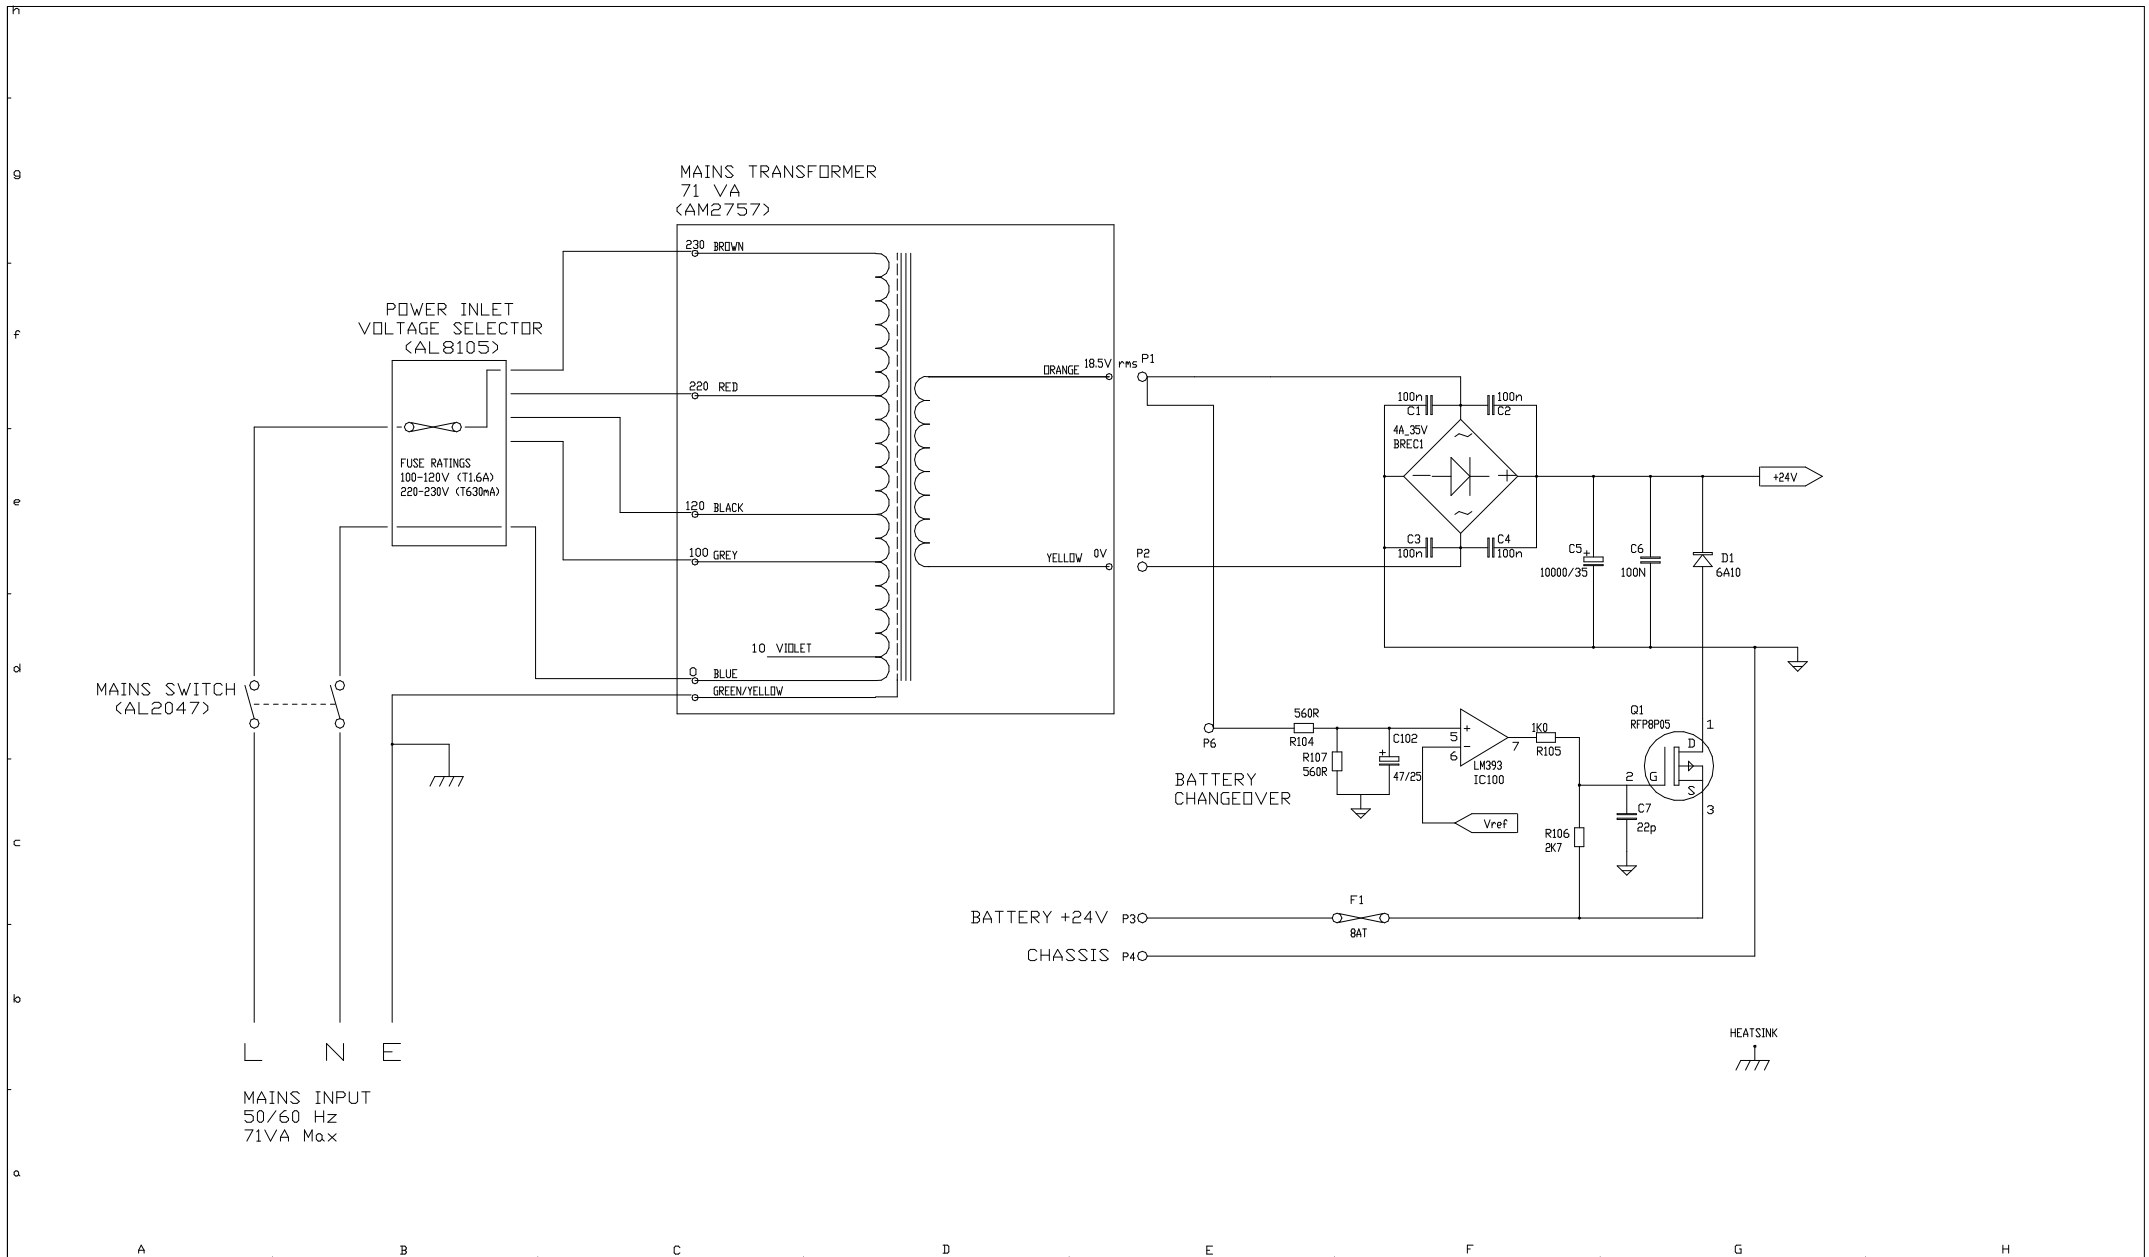 h
g
f
e
d
c
b
a
MAINS TRANSFORMER
71 VA
(AM2757)
230 BROWN
220 RED
120 BLACK
100 GREY
10 VIOLET
0 BLUE
GREEN/YELLOW
ORANGE 18.5V rms P1
YELLOW 0V P2
POWER INLET
VOLTAGE SELECTOR
(AL8105)
FUSE RATINGS
100-120V (T1.6A)
220-230V (T630mA)
MAINS SWITCH
(AL2047)
L N E
MAINS INPUT
50/60 Hz
71VA Max
100n
C1
100n
C2
4A_35V
BREC1
C3
100n
C4
100n
+24V
C5
+
10000/35
C6
100N
D1
6A10
P6
BATTERY
CHANGEOVER
560R
R104
R107
560R
C102
+
47/25
5
6
+
-
7
LM393
IC100
Vref
1K0
R105
R106
2K7
Q1
RFP8P05
1
D
2 G
S
3
C7
22p
BATTERY +24V P3
F1
8AT
CHASSIS P4
HEATSINK
A B C D E F G H